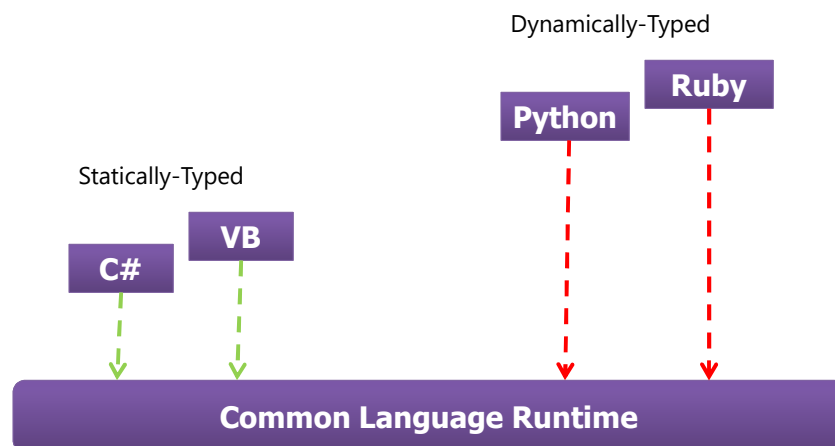 Dynamically-Typed
Ruby
Python
Statically-Typed
VB
C#
Common Language Runtime